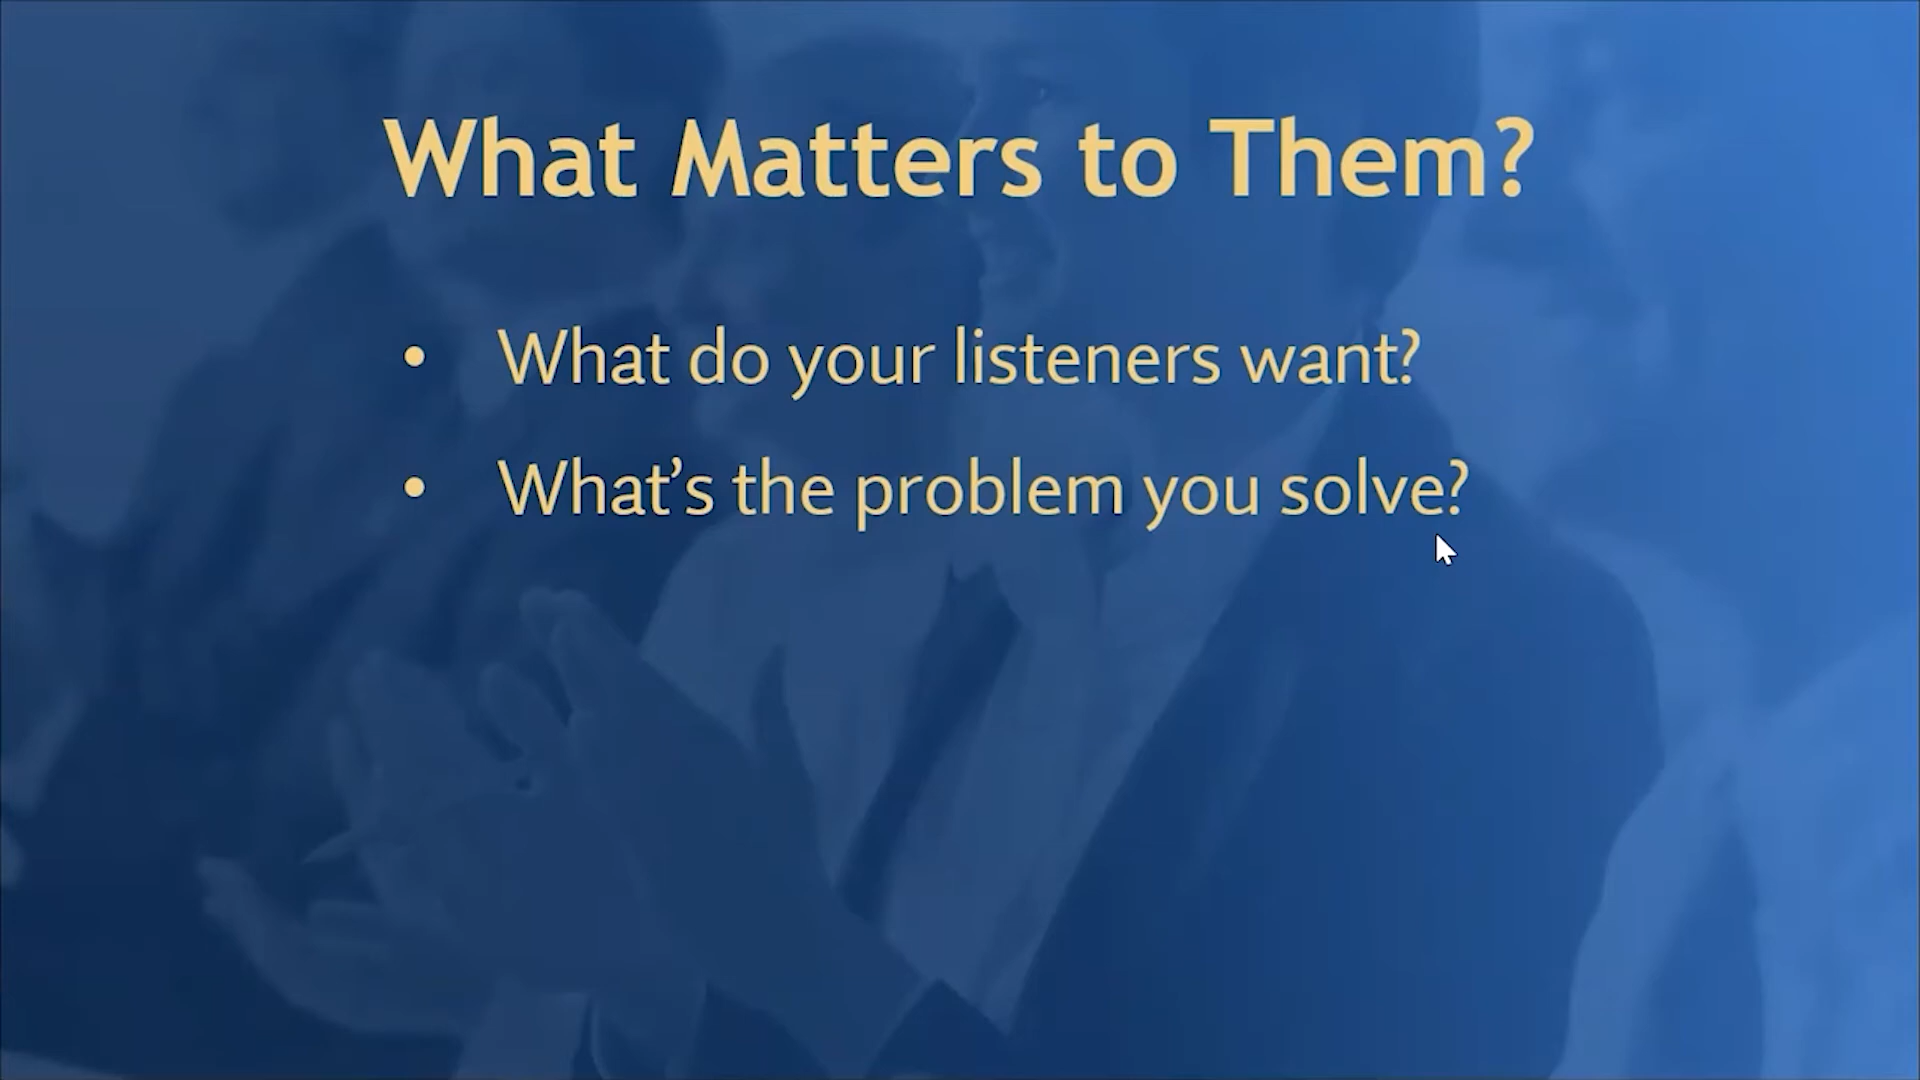 What Matters to Them?
• What do your listeners want?
• What’s the problem you solve?